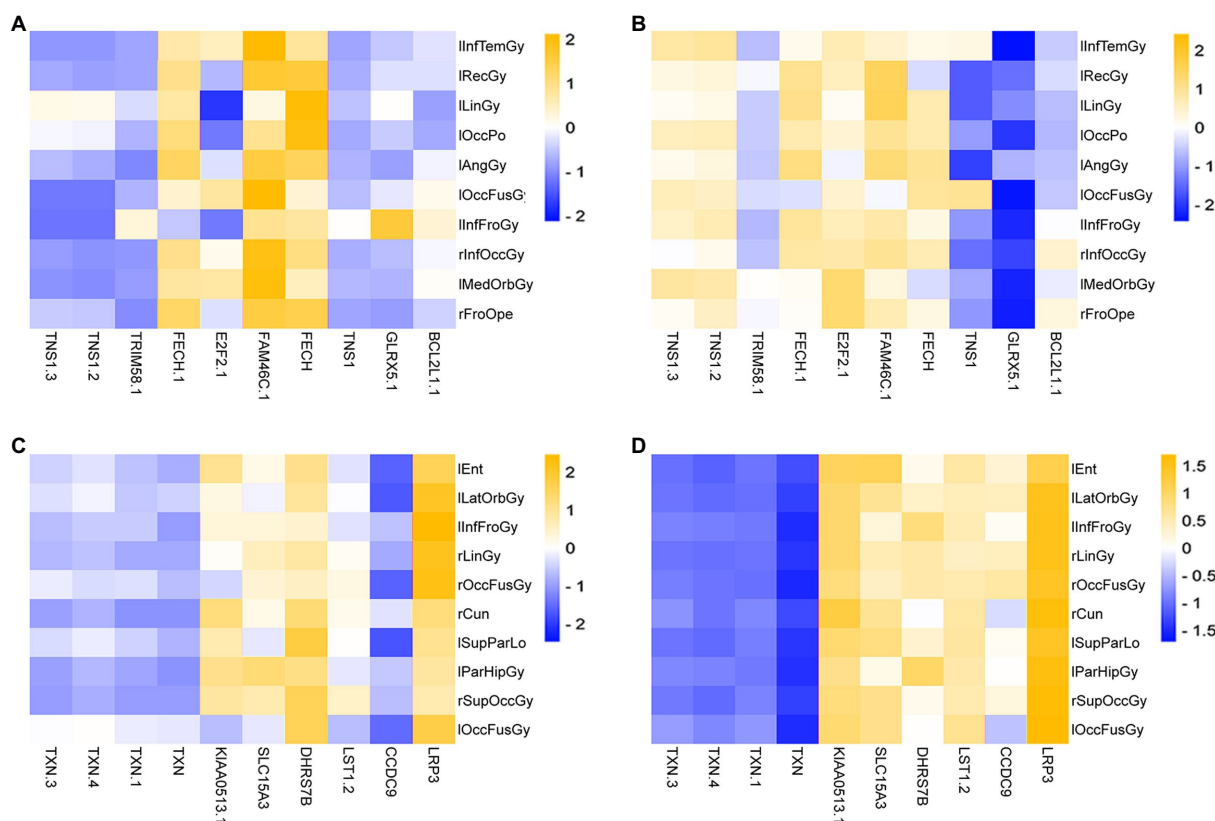 A
lInfTemGy
lRecGy
lLinGy
lOccPo
lAngGy
lOccFusGy
lInfFroGy
rInfOccGy
lMedOrbGy
rFroOpe
2
1
0
- 1
- 2
TNS1.3
TNS1.2
TRIM58.1
FECH.1
E2F2.1
FAM46C.1
FECH
TNS1
GLRX5.1
BCL2L1.1
B
lInfTemGy
lRecGy
lLinGy
lOccPo
lAngGy
lOccFusGy
lInfFroGy
rInfOccGy
lMedOrbGy
rFroOpe
2
1
0
- 1
- 2
TNS1.3
TNS1.2
TRIM58.1
FECH.1
E2F2.1
FAM46C.1
FECH
TNS1
GLRX5.1
BCL2L1.1
C
lEnt
lLatOrbGy
lInfFroGy
rLinGy
rOccFusGy
rCun
lSupParLo
lParHipGy
rSupOccGy
lOccFusGy
2
1
0
- 1
- 2
TXN.3
TXN.4
TXN.1
TXN
KIAA0513.1
SLC15A3
DHRS7B
LST1.2
CCDC9
LRP3
D
lEnt
lLatOrbGy
lInfFroGy
rLinGy
rOccFusGy
rCun
lSupParLo
lParHipGy
rSupOccGy
lOccFusGy
1.5
1
0.5
0
- 0.5
- 1
- 1.5
TXN.3
TXN.4
TXN.1
TXN
KIAA0513.1
SLC15A3
DHRS7B
LST1.2
CCDC9
LRP3